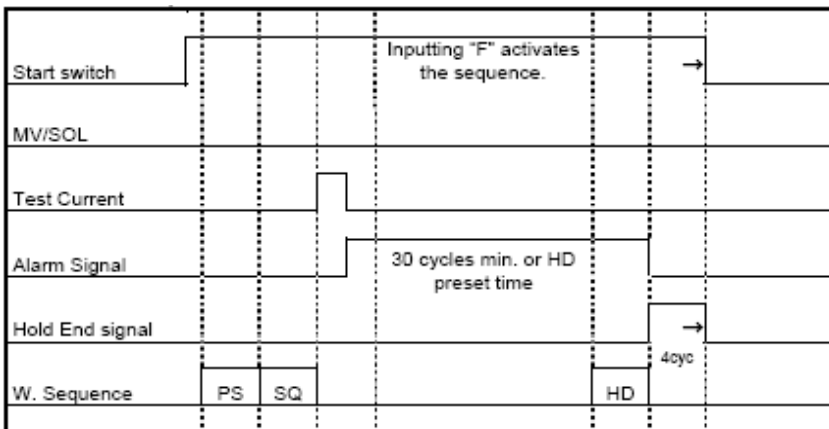 Inputting "F" activates
the sequence.
→
Start switch
MV/SOL
Test Current
Alarm Signal
30 cycles min. or HD
preset time
Hold End signal
→
4cyc
W. Sequence
PS
SQ
HD